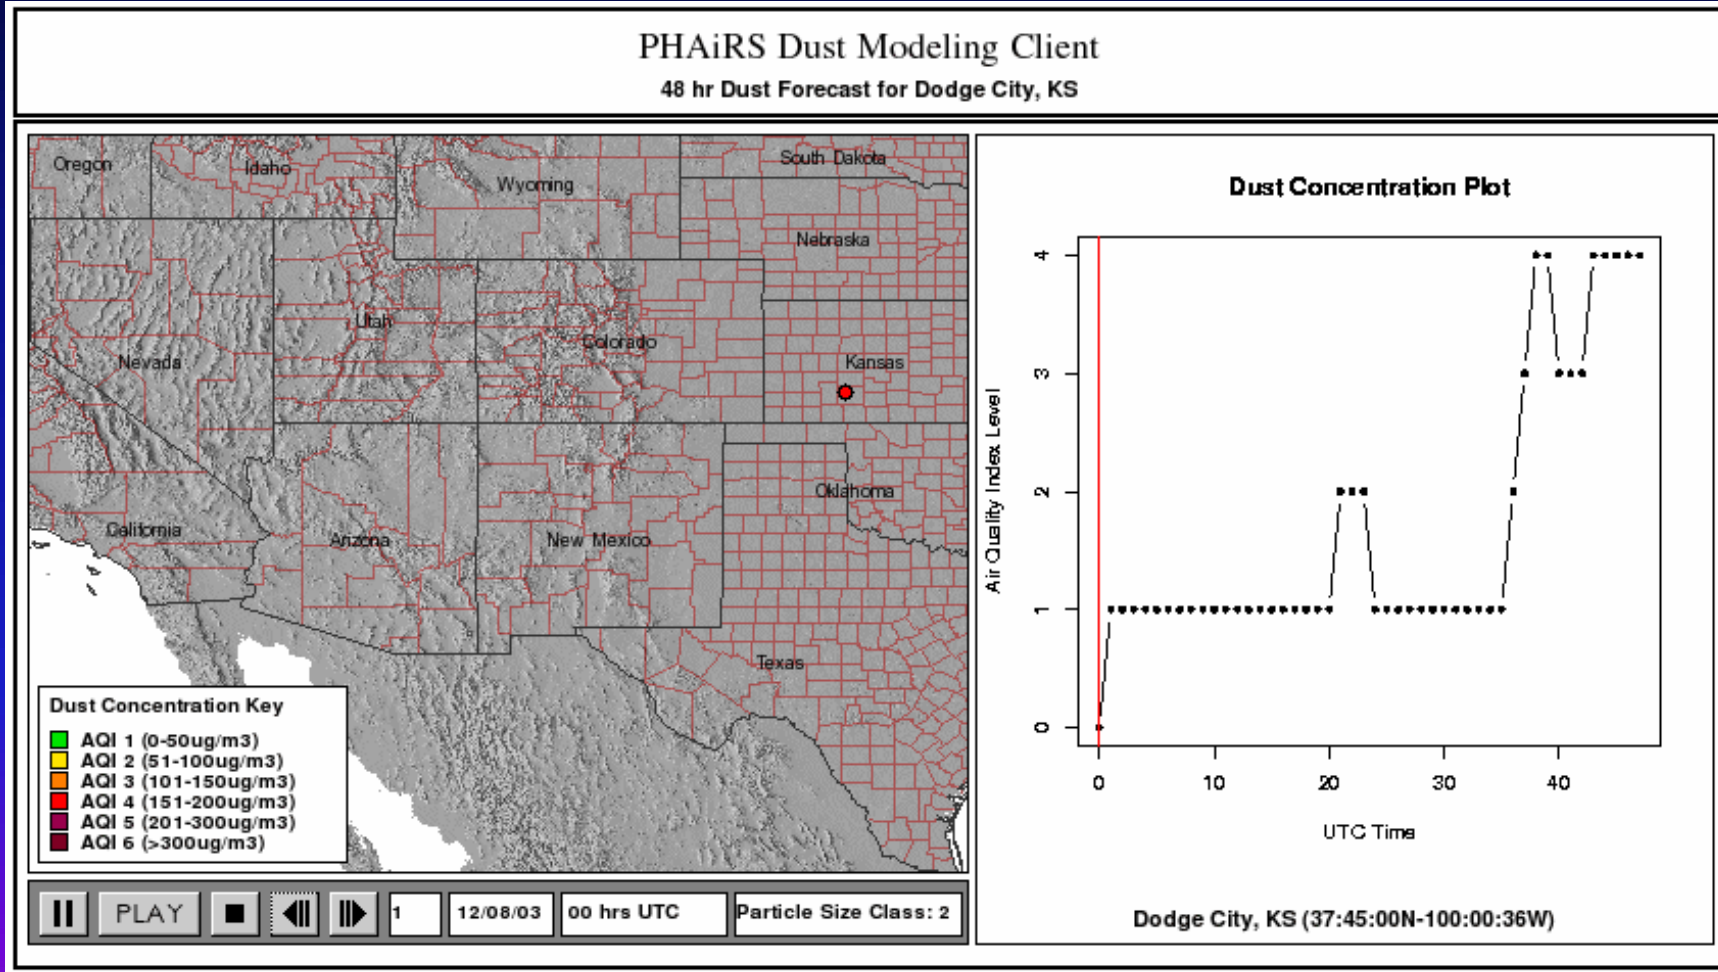 PHAiRS Dust Modeling Client
48 hr Dust Forecast for Dodge City, KS
Oregon
Idaho
Wyoming
South Dakota
Nebraska
Nevada
Utah
Colorado
Kansas
California
Arizona
New Mexico
Oklahoma
Texas
Dust Concentration Key
AQI 1 (0-50ug/m3)
AQI 2 (51-100ug/m3)
AQI 3 (101-150ug/m3)
AQI 4 (151-200ug/m3)
AQI 5 (201-300ug/m3)
AQI 6 (>300ug/m3)
PLAY
1
12/08/03
00 hrs UTC
Particle Size Class: 2
Dust Concentration Plot
Air Quality Index Level
4
3
2
1
0
0 10 20 30 40
UTC Time
Dodge City, KS (37:45:00N-100:00:36W)